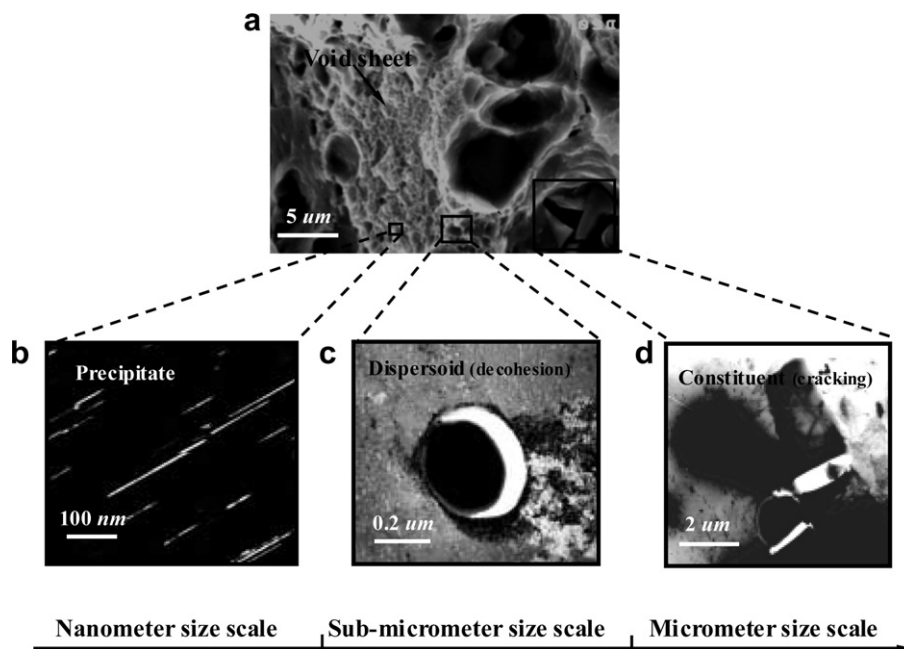 a
Void sheet
5 um
b
Precipitate
100 nm
c
Dispersoid (decohesion)
0.2 um
d
Constituent (cracking)
2 um
Nanometer size scale
Sub-micrometer size scale
Micrometer size scale